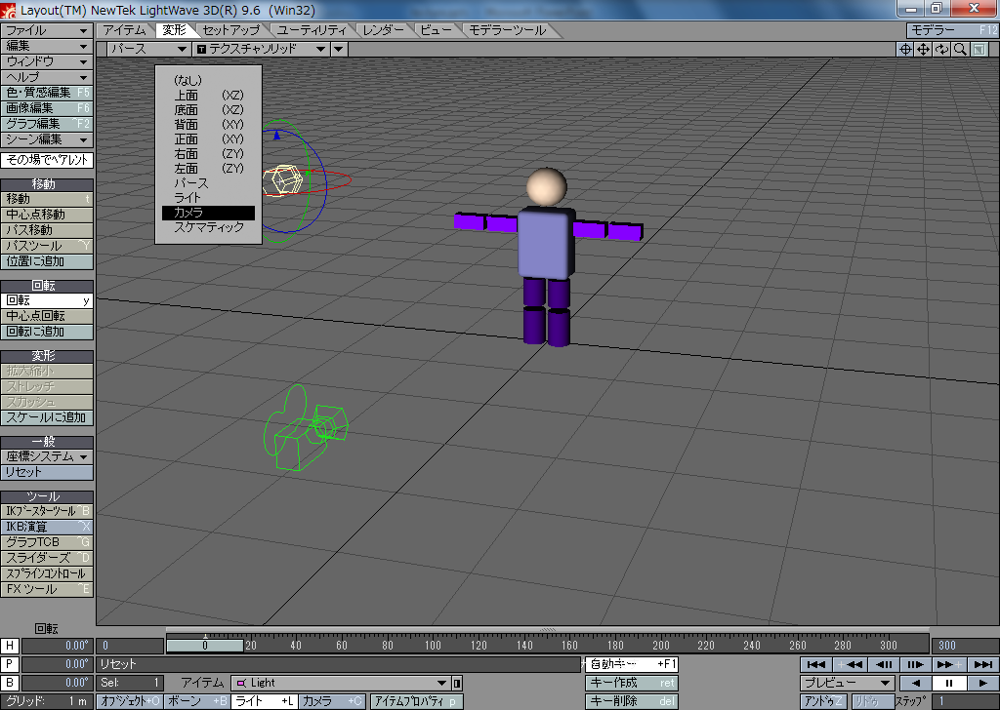 Layout(TM) NewTek LightWave 3D(R) 9.6 (Win32)
ファイル
アイテム 変形 セットアップ ユーティリティ レンダー ビュー モデラーツール
モデラー F12
編集
パース テクスチャソリッド
ウィンドウ
ヘルプ
色・質感編集 F5
画像編集 F6
グラフ編集 ^F2
シーン編集
その場でペアレント
(なし)
上面 (XZ)
底面 (XZ)
背面 (XY)
正面 (XY)
右面 (ZY)
左面 (ZY)
パース
ライト
カメラ
スケマティック
移動
移動 t
中心点移動
パス移動
パスツール ^Y
位置に追加
回転
回転 y
中心点回転
回転に追加
変形
拡大縮小
ストレッチ
スカッシュ
スケールに追加
一般
座標システム
リセット
ツール
IKブースターツール ^B
IKB演算 ^X
グラフTCB ^G
スライダーズ ^D
スプラインコントロール
FX ツール ^E
回転
H 0.00° 0
0 20 40 60 80 100 120 140 160 180 200 220 240 260 280 300
300
P 0.00° リセット
自動キー +F1
B 0.00° Sel: 1 アイテム Light
キー作成 ret
プレビュー
グリッド: 1 m オブジェクト+O ボーン +B ライト +L カメラ +C アイテムプロパティ p
キー削除 del
アンドゥZ リドゥ ステップ